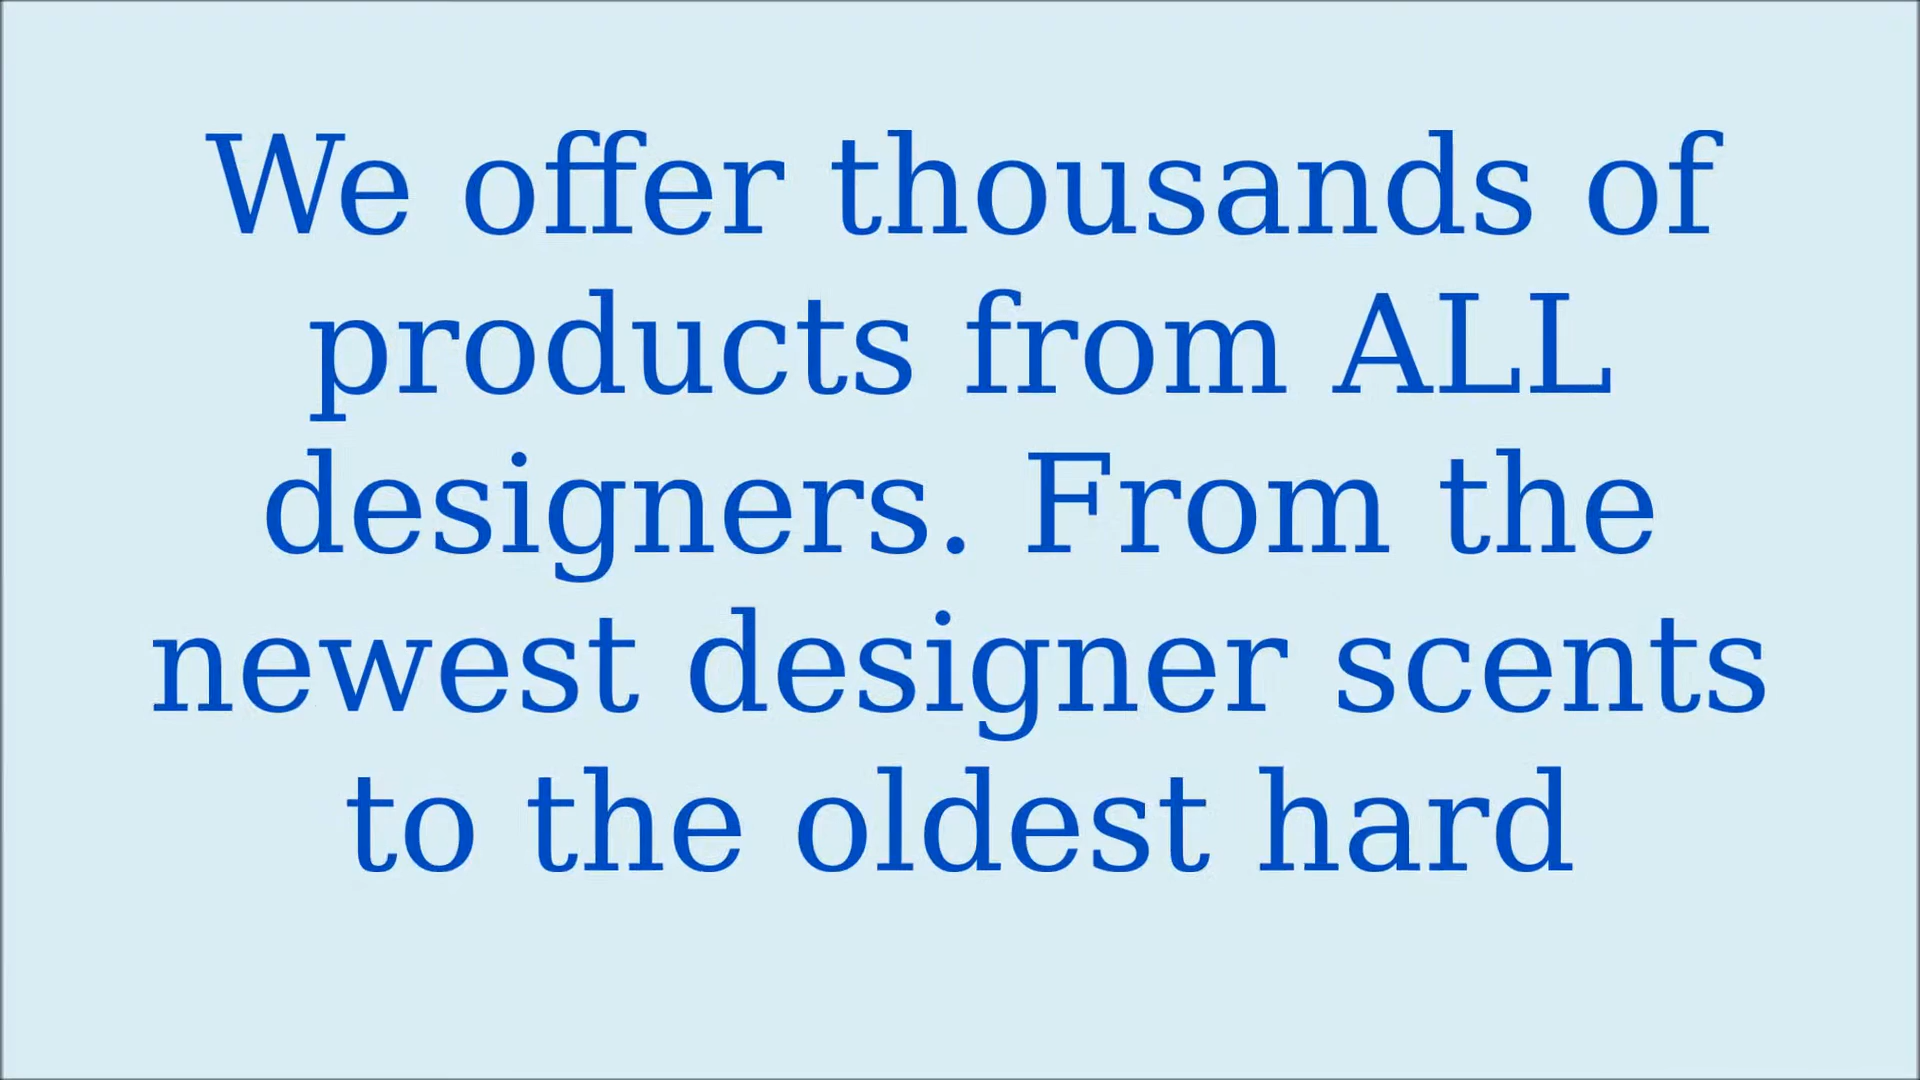 We offer thousands of
products from ALL
designers. From the
newest designer scents
to the oldest hard